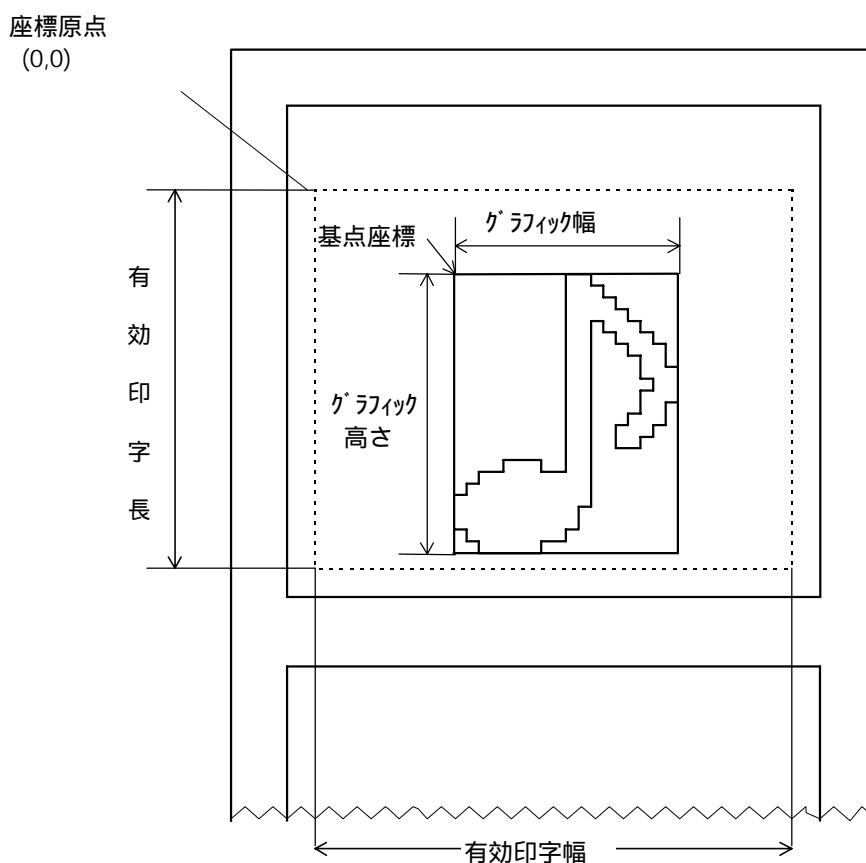 座標原点
(0,0)
ｸﾞﾗﾌｨｯｸ幅
基点座標
有
効
印
字
長
ｸﾞﾗﾌｨｯｸ
高さ
有効印字幅